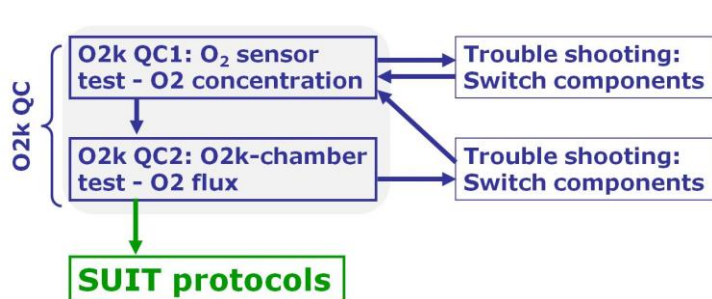 O2k QC
O2k QC1: O₂ sensor
test - O2 concentration
Trouble shooting:
Switch components
O2k QC2: O2k-chamber
test - O2 flux
Trouble shooting:
Switch components
SUIT protocols